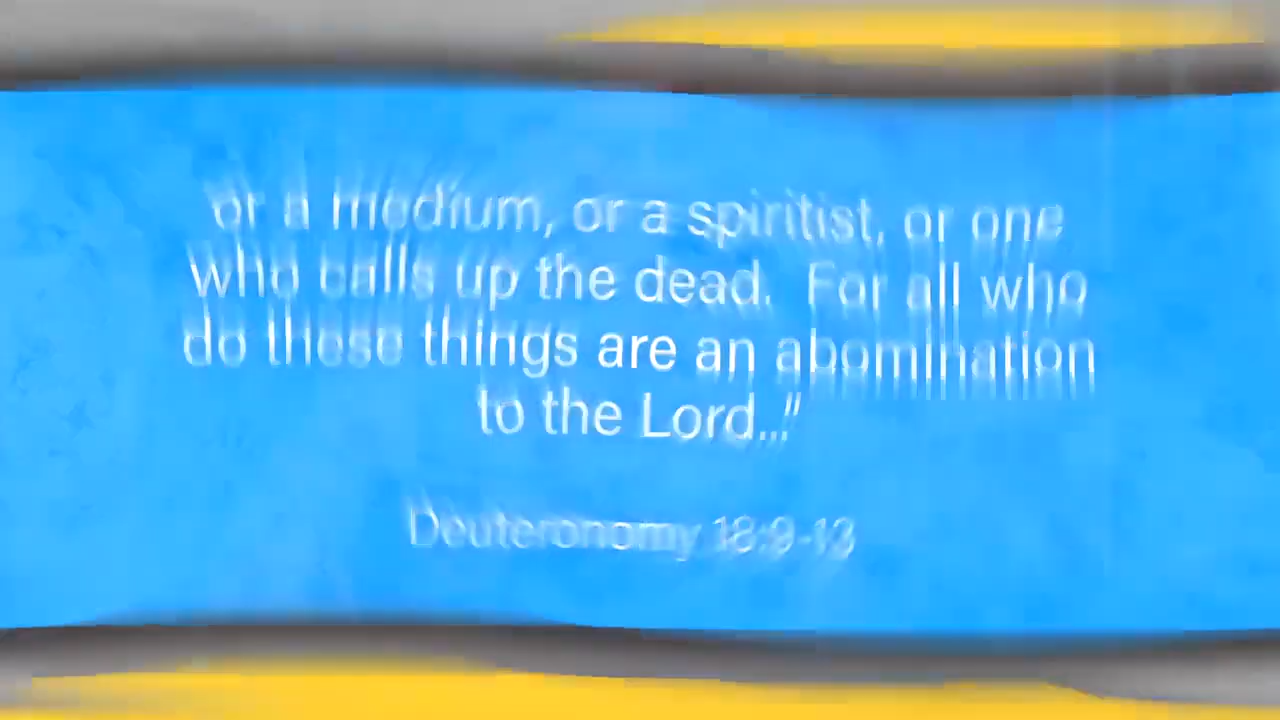 or a medium, or a spiritist, or one
who calls up the dead.  For all who
do these things are an abomination
to the Lord..."
Deuteronomy 18:9-13